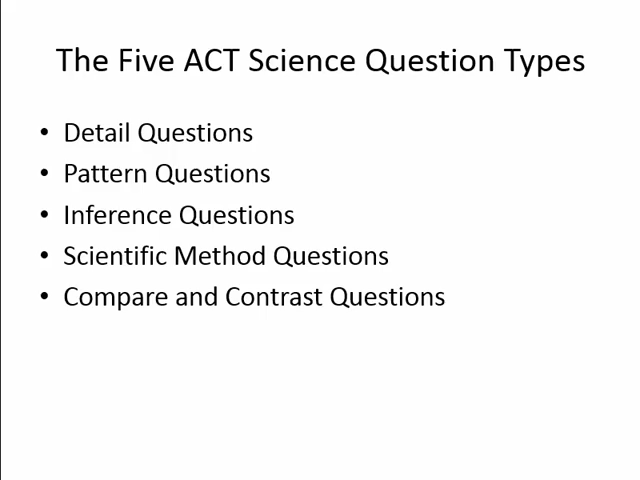 The Five ACT Science Question Types
• Detail Questions
• Pattern Questions
• Inference Questions
• Scientific Method Questions
• Compare and Contrast Questions